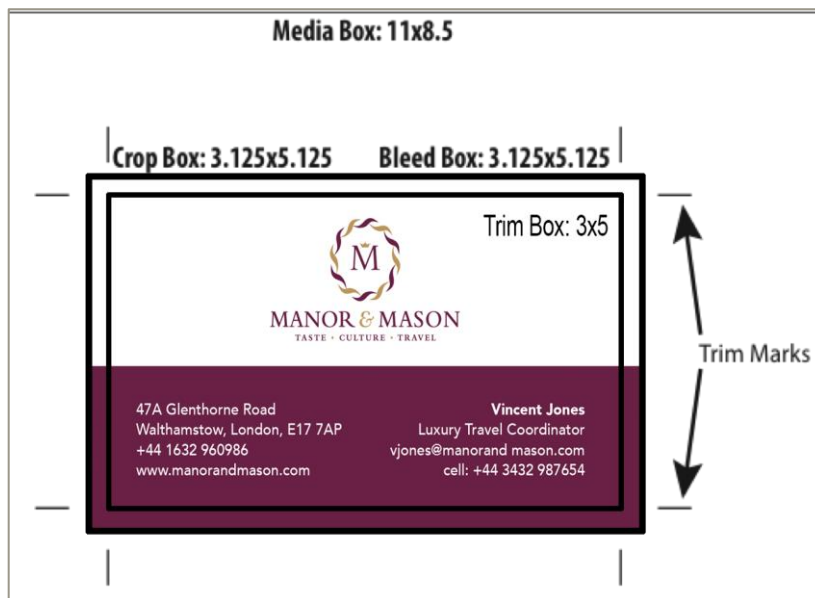 Media Box: 11x8.5
Crop Box: 3.125x5.125 Bleed Box: 3.125x5.125
Trim Box: 3x5
M
MANOR & MASON
TASTE · CULTURE · TRAVEL
Trim Marks
47A Glenthorne Road
Walthamstow, London, E17 7AP
+44 1632 960986
www.manorandmason.com
Vincent Jones
Luxury Travel Coordinator
vjones@manorand mason.com
cell: +44 3432 987654